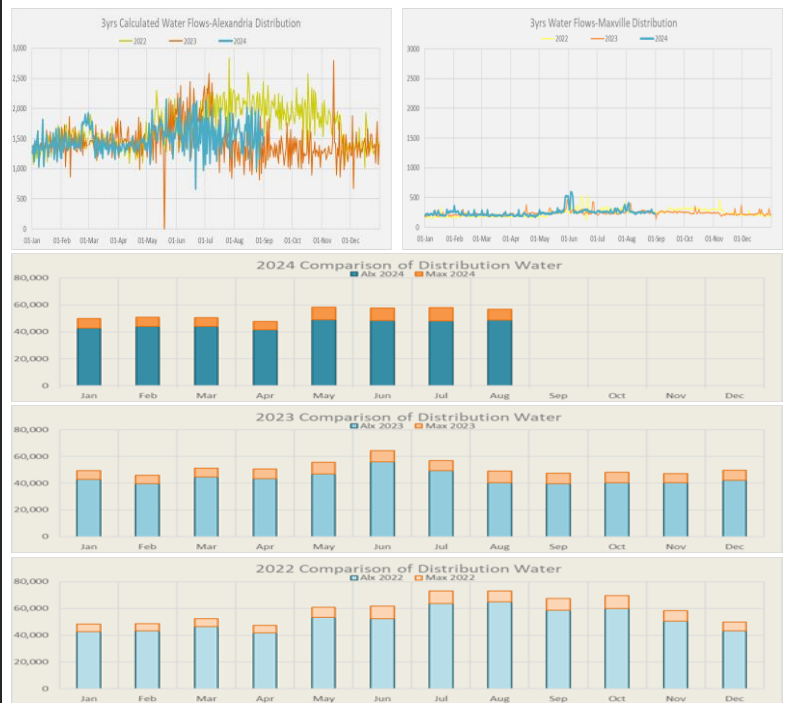 3yrs Calculated Water Flows-Alexandria Distribution
2022 2023 2024
3,000
2,500
2,000
1,500
1,000
500
0
01-Jan 01-Feb 01-Mar 01-Apr 01-May 01-Jun 01-Jul 01-Aug 01-Sep 01-Oct 01-Nov 01-Dec
3yrs Water Flows-Maxville Distribution
2022 2023 2024
3000
2500
2000
1500
1000
500
0
01-Jan 01-Feb 01-Mar 01-Apr 01-May 01-Jun 01-Jul 01-Aug 01-Sep 01-Oct 01-Nov 01-Dec
2024 Comparison of Distribution Water
Alx 2024 Max 2024
80,000
60,000
40,000
20,000
0
Jan Feb Mar Apr May Jun Jul Aug Sep Oct Nov Dec
2023 Comparison of Distribution Water
Alx 2023 Max 2023
80,000
60,000
40,000
20,000
0
Jan Feb Mar Apr May Jun Jul Aug Sep Oct Nov Dec
2022 Comparison of Distribution Water
Alx 2022 Max 2022
80,000
60,000
40,000
20,000
0
Jan Feb Mar Apr May Jun Jul Aug Sep Oct Nov Dec